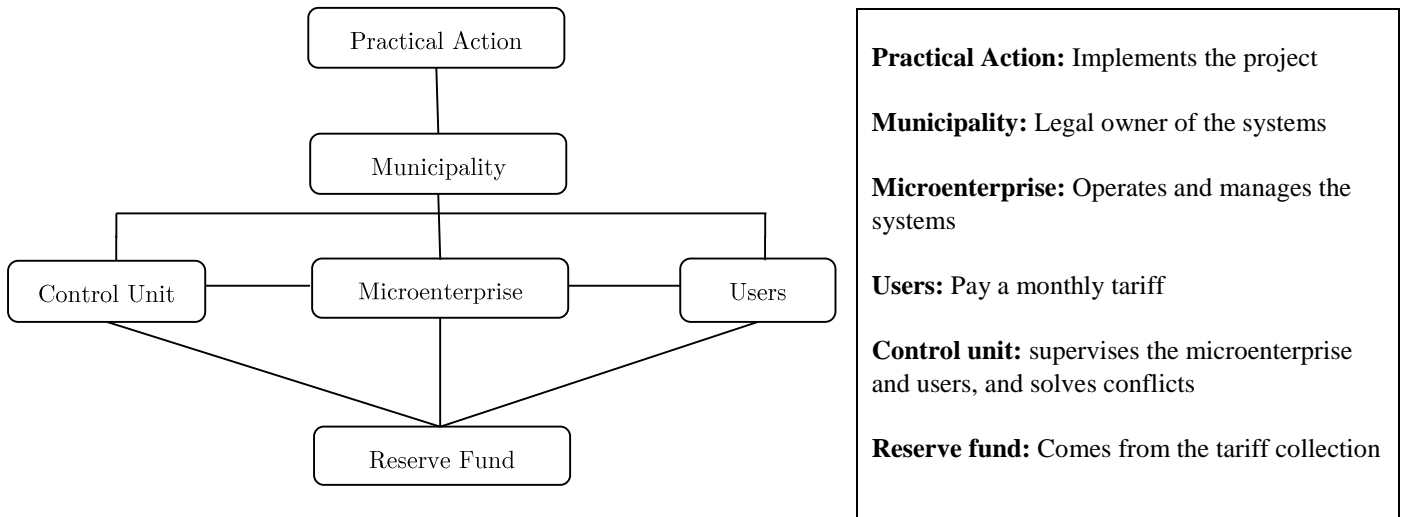 Practical Action
Municipality
Control Unit
Microenterprise
Users
Reserve Fund
Practical Action: Implements the project
Municipality: Legal owner of the systems
Microenterprise: Operates and manages the
systems
Users: Pay a monthly tariff
Control unit: supervises the microenterprise
and users, and solves conflicts
Reserve fund: Comes from the tariff collection